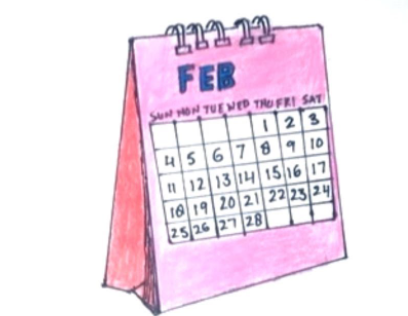 FEB
SUN MON TUE WED THU FRI SAT
1 2 3
4 5 6 7 8 9 10
11 12 13 14 15 16 17
18 19 20 21 22 23 24
25 26 27 28